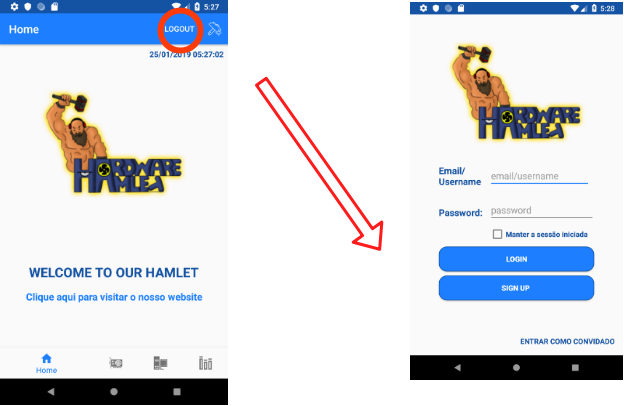 5:27
Home
LOGOUT
25/01/2019 05:27:02
HARDWARE
HAMLET
WELCOME TO OUR HAMLET
Clique aqui para visitar o nosso website
Home
5:28
HARDWARE
HAMLET
Email/
Username
email/username
Password:
password
Manter a sessão iniciada
LOGIN
SIGN UP
ENTRAR COMO CONVIDADO